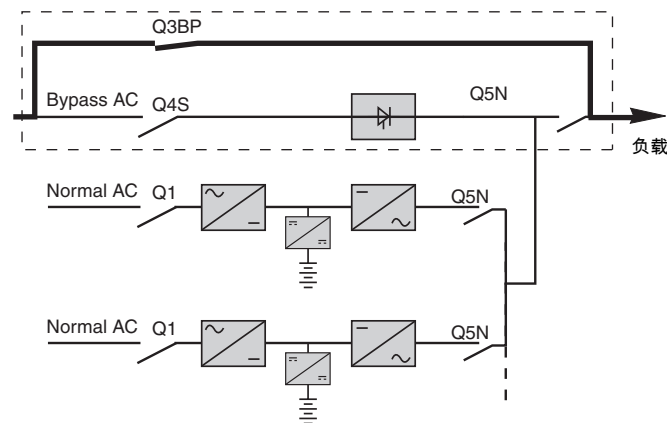 Q3BP
Bypass AC Q4S Q5N
负载
Normal AC Q1 Q5N
Normal AC Q1 Q5N